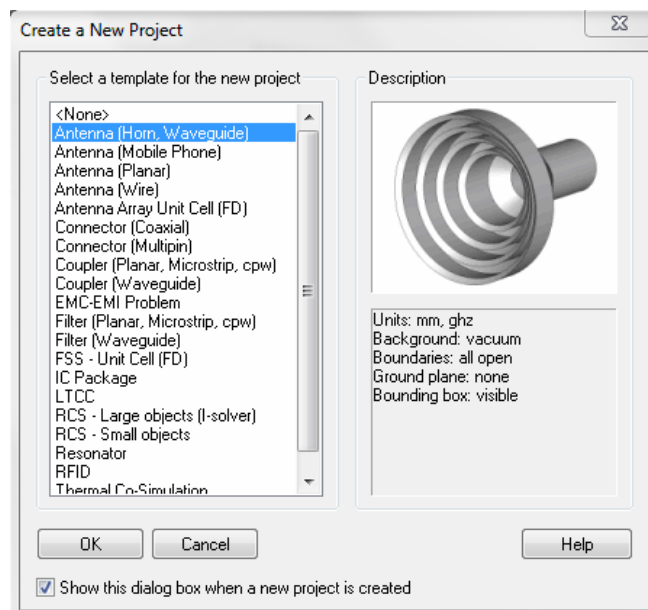 Create a New Project
Select a template for the new project
<None>
Antenna (Horn, Waveguide)
Antenna (Mobile Phone)
Antenna (Planar)
Antenna (Wire)
Antenna Array Unit Cell (FD)
Connector (Coaxial)
Connector (Multipin)
Coupler (Planar, Microstrip, cpw)
Coupler (Waveguide)
EMC-EMI Problem
Filter (Planar, Microstrip, cpw)
Filter (Waveguide)
FSS - Unit Cell (FD)
IC Package
LTCC
RCS - Large objects (I-solver)
RCS - Small objects
Resonator
RFID
Thermal Co-Simulation
Description
Units: mm, ghz
Background: vacuum
Boundaries: all open
Ground plane: none
Bounding box: visible
OK
Cancel
Help
Show this dialog box when a new project is created